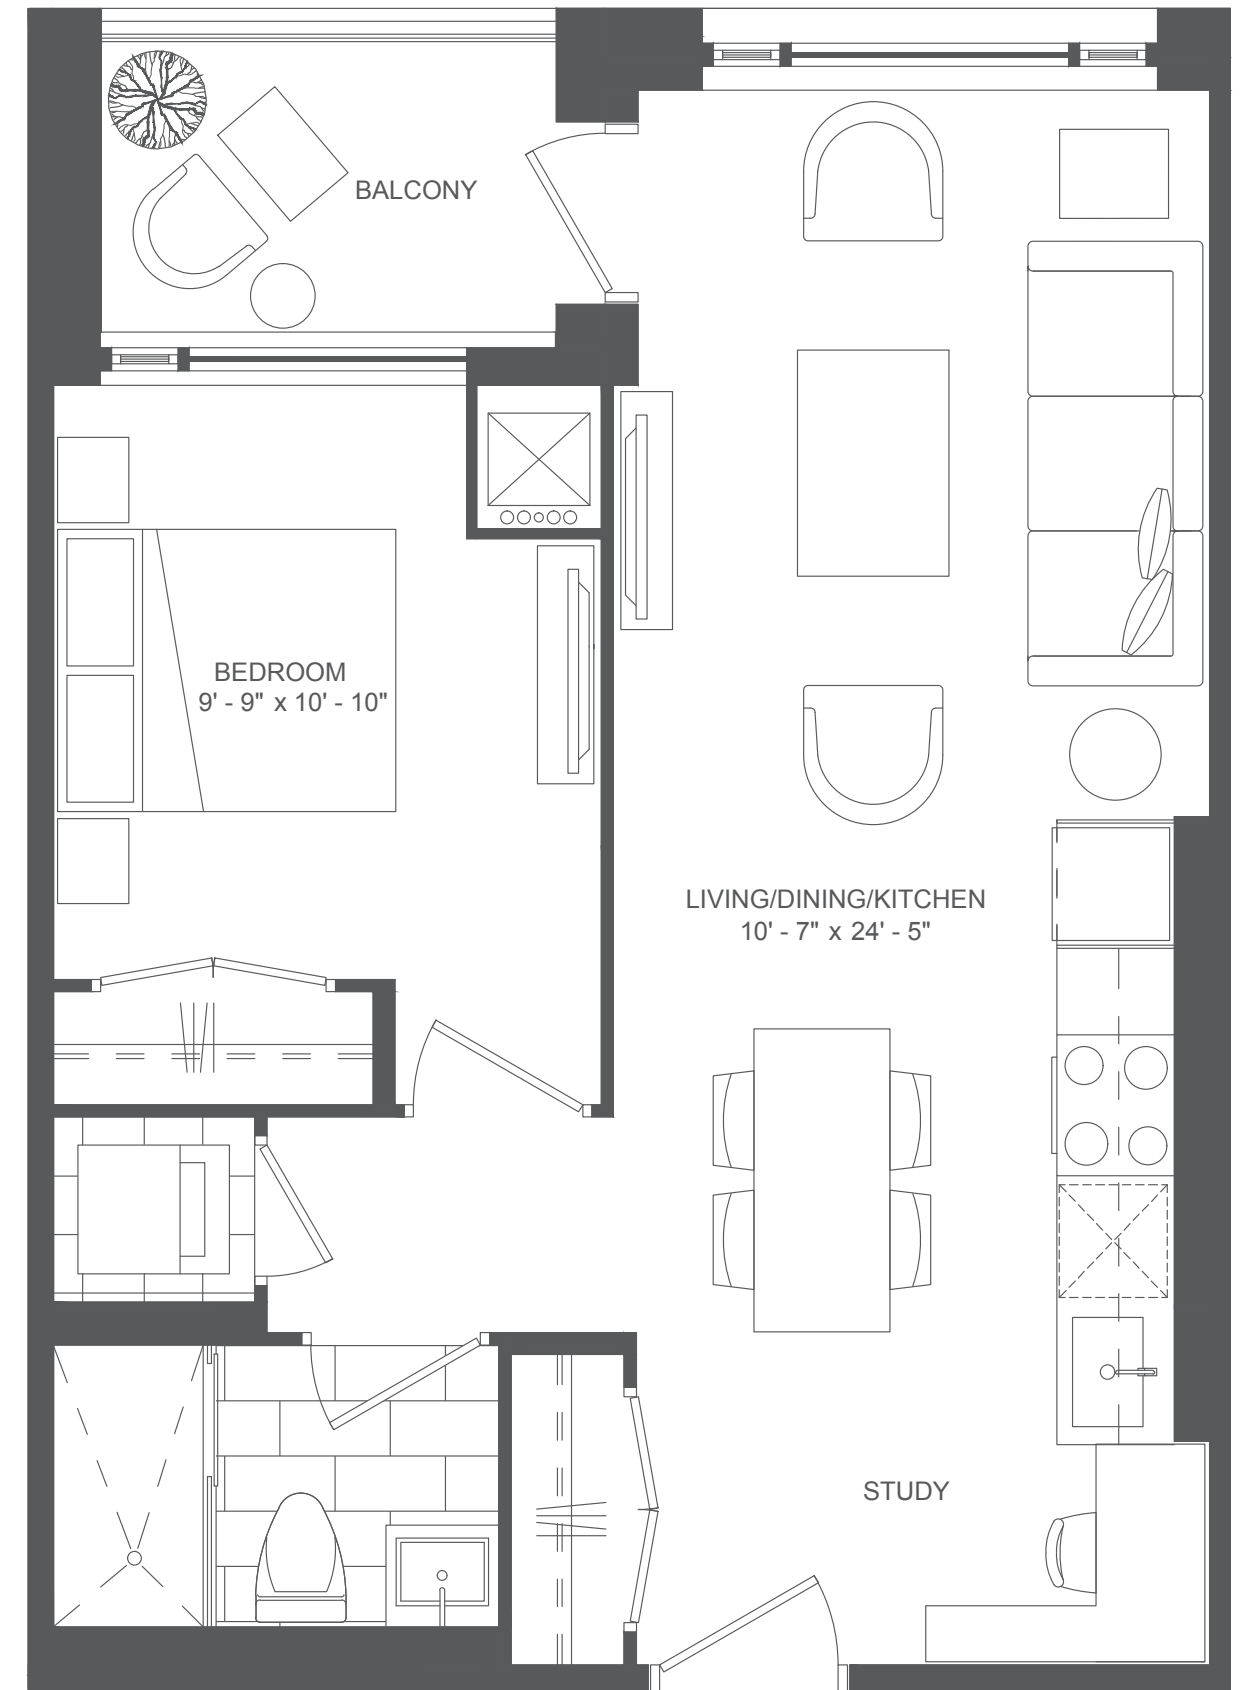 BALCONY
BEDROOM
9' - 9" x 10' - 10"
LIVING/DINING/KITCHEN
10' - 7" x 24' - 5"
STUDY